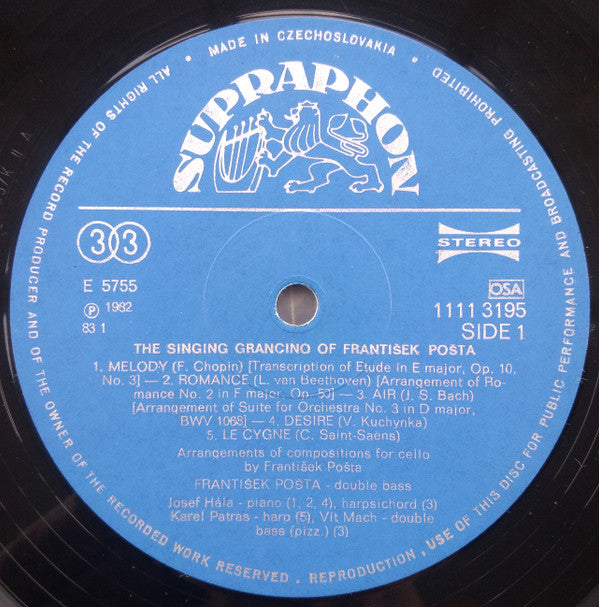 MADE IN CZECHOSLOVAKIA
ALL RIGHTS OF THE RECORD PRODUCER AND OF THE OWNER OF THE RECORDED WORK RESERVED . REPRODUCTION , USE OF THIS DISC FOR PUBLIC PERFORMANCE AND BROADCASTING PROHIBITED
SUPRAPHON
33
STEREO
E 5755
Ⓟ 1982
83 1
OSA
1111 3195
SIDE 1
THE SINGING GRANCINO OF FRANTIŠEK POŠTA
1. MELODY (F. Chopin) [Transcription of Etude in E major, Op. 10,
No. 3] — 2. ROMANCE (L. van Beethoven) [Arrangement of Ro-
mance No. 2 in F major, Op. 50] — 3. AIR (J. S. Bach)
[Arrangement of Suite for Orchestra No. 3 in D major,
BWV 1068] — 4. DESIRE (V. Kuchynka)
5. LE CYGNE (C. Saint-Saëns)
Arrangements of compositions for cello
by František Pošta
FRANTIŠEK POŠTA - double bass
Josef Hála - piano (1, 2, 4), harpsichord (3)
Karel Patras - harp (5), Vít Mach - double
bass (pizz.) (3)